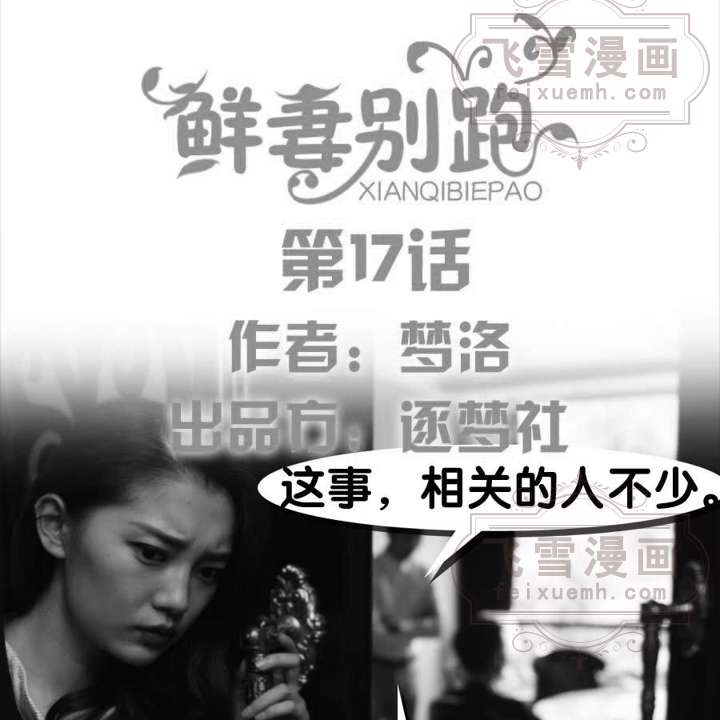 飞雪漫画
feixuemh.com
鲜妻别跑
XIANQIBIEPAO
第17话
作者：梦洛
出品方：逐梦社
这事，相关的人不少。
飞雪漫画
feixuemh.com